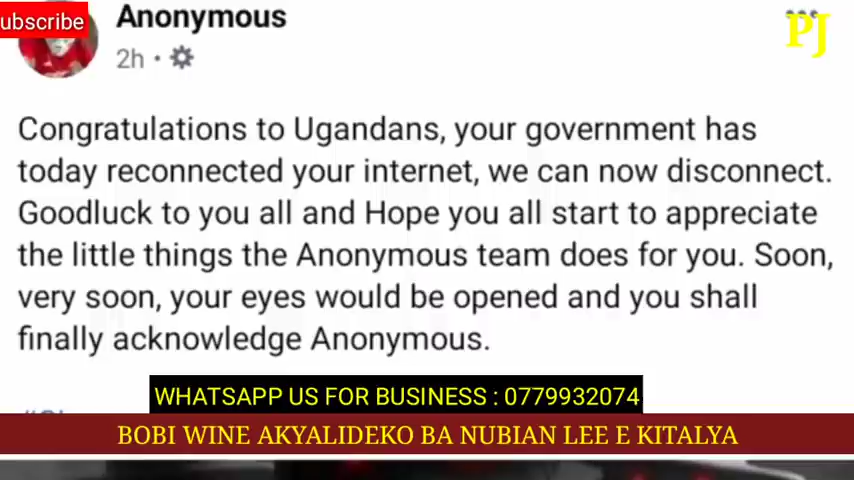 ubscribe
Anonymous
PJ
2h
Congratulations to Ugandans, your government has
today reconnected your internet, we can now disconnect.
Goodluck to you all and Hope you all start to appreciate
the little things the Anonymous team does for you. Soon,
very soon, your eyes would be opened and you shall
finally acknowledge Anonymous.
WHATSAPP US FOR BUSINESS : 0779932074
BOBI WINE AKYALIDEKO BA NUBIAN LEE E KITALYA